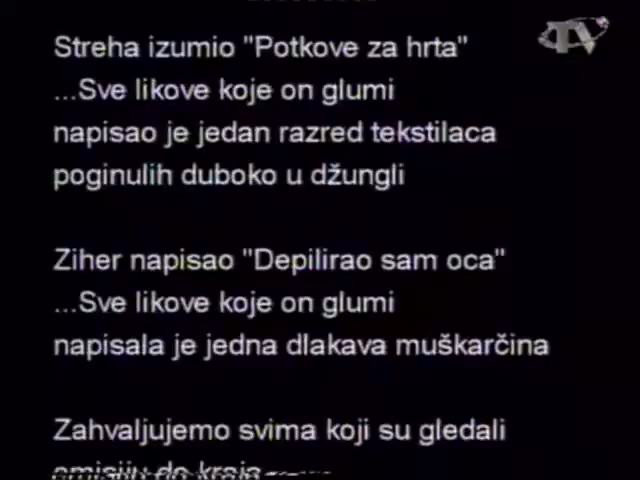 Streha izumio "Potkove za hrta"
...Sve likove koje on glumi
napisao je jedan razred tekstilaca
poginulih duboko u džungli
Ziher napisao "Depilirao sam oca"
...Sve likove koje on glumi
napisala je jedna dlakava muškarčina
Zahvaljujemo svima koji su gledali
emisiju do kraja